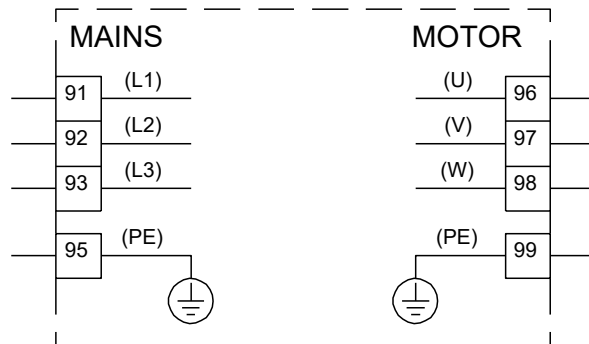 MAINS MOTOR
91 (L1) (U) 96
92 (L2) (V) 97
93 (L3) (W) 98
95 (PE) (PE) 99